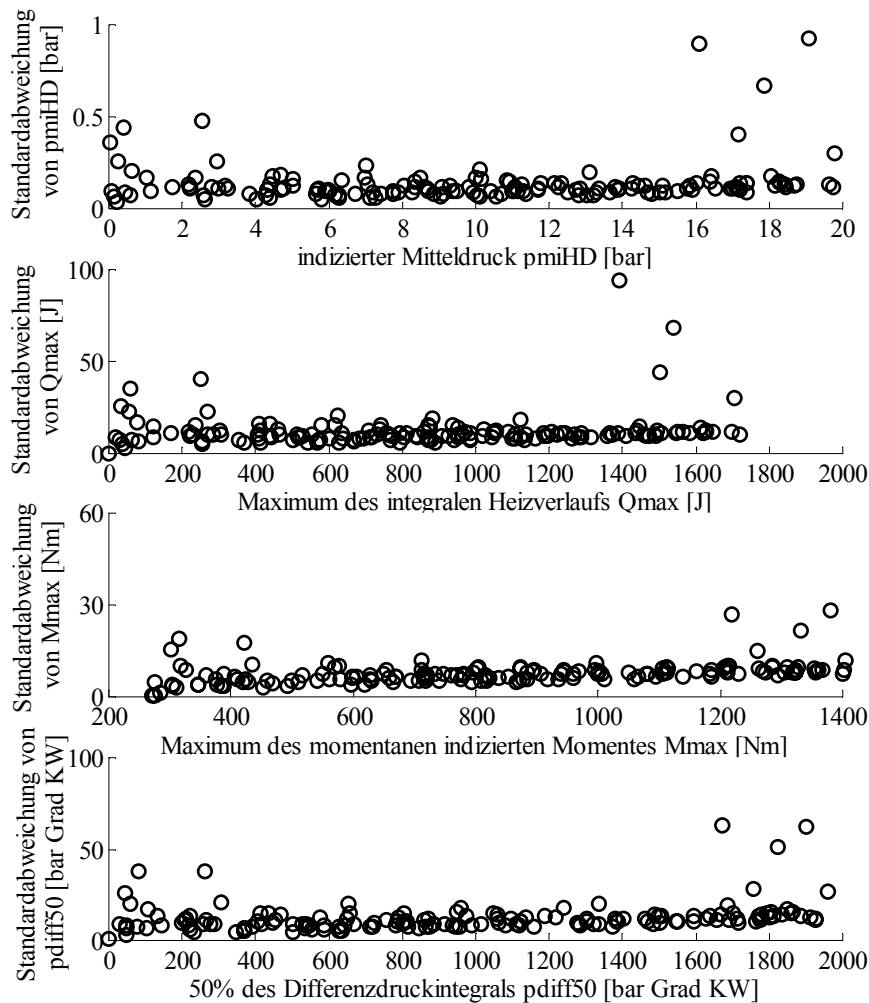 Standardabweichung
von pmiHD [bar]
1
0.5
0
0 2 4 6 8 10 12 14 16 18 20
indizierter Mitteldruck pmiHD [bar]
Standardabweichung
von Qmax [J]
100
50
0
0 200 400 600 800 1000 1200 1400 1600 1800 2000
Maximum des integralen Heizverlaufs Qmax [J]
Standardabweichung
von Mmax [Nm]
60
30
0
200 400 600 800 1000 1200 1400
Maximum des momentanen indizierten Momentes Mmax [Nm]
Standardabweichung von
pdiff50 [bar Grad KW]
100
50
0
0 200 400 600 800 1000 1200 1400 1600 1800 2000
50% des Differenzdruckintegrals pdiff50 [bar Grad KW]